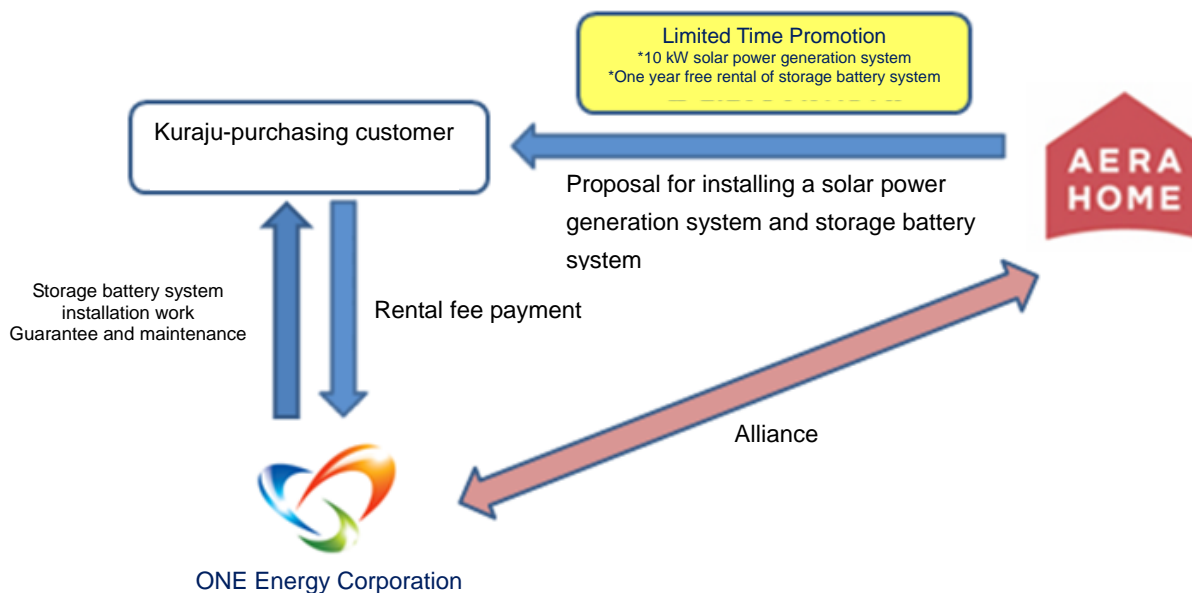 Limited Time Promotion
*10 kW solar power generation system
*One year free rental of storage battery system
Kuraju-purchasing customer
AERA
HOME
Proposal for installing a solar power
generation system and storage battery
system
Storage battery system
installation work
Guarantee and maintenance
Rental fee payment
Alliance
ONE Energy Corporation